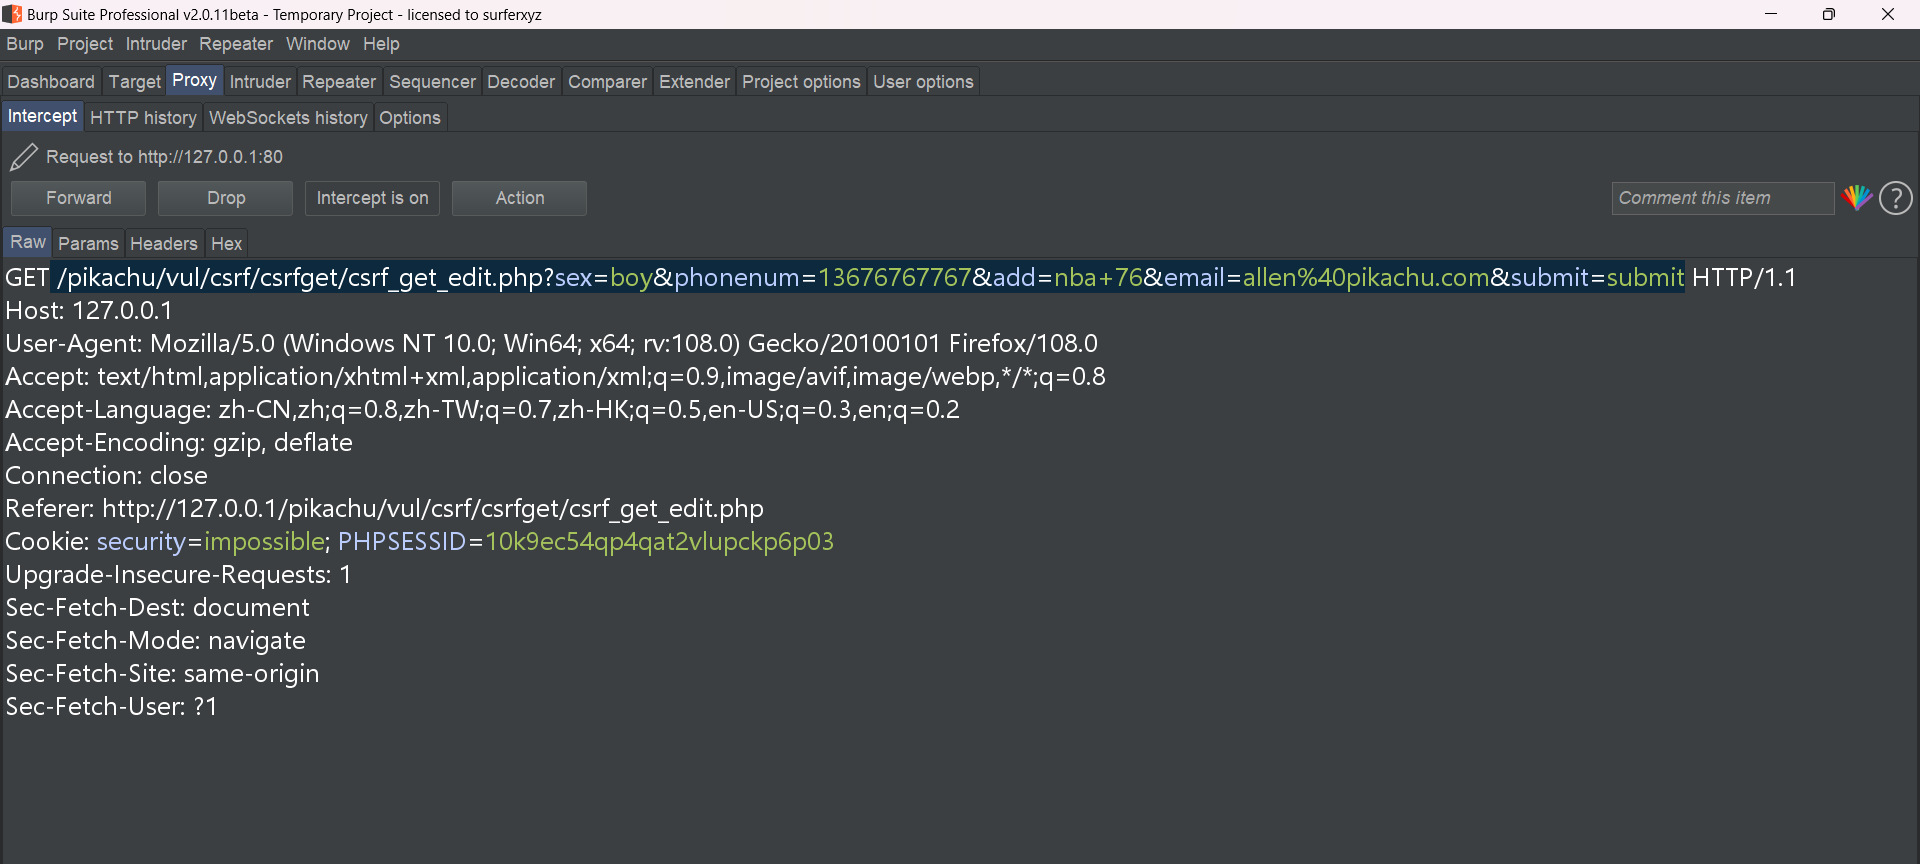 Burp Suite Professional v2.0.11beta - Temporary Project - licensed to surferxyz
Burp Project Intruder Repeater Window Help
Dashboard Target Proxy Intruder Repeater Sequencer Decoder Comparer Extender Project options User options
Intercept HTTP history WebSockets history Options
Request to http://127.0.0.1:80
Forward Drop Intercept is on Action Comment this item ?
Raw Params Headers Hex
GET /pikachu/vul/csrf/csrfget/csrf_get_edit.php?sex=boy&phonenum=13676767767&add=nba+76&email=allen%40pikachu.com&submit=submit HTTP/1.1
Host: 127.0.0.1
User-Agent: Mozilla/5.0 (Windows NT 10.0; Win64; x64; rv:108.0) Gecko/20100101 Firefox/108.0
Accept: text/html,application/xhtml+xml,application/xml;q=0.9,image/avif,image/webp,*/*;q=0.8
Accept-Language: zh-CN,zh;q=0.8,zh-TW;q=0.7,zh-HK;q=0.5,en-US;q=0.3,en;q=0.2
Accept-Encoding: gzip, deflate
Connection: close
Referer: http://127.0.0.1/pikachu/vul/csrf/csrfget/csrf_get_edit.php
Cookie: security=impossible; PHPSESSID=10k9ec54qp4qat2vlupckp6p03
Upgrade-Insecure-Requests: 1
Sec-Fetch-Dest: document
Sec-Fetch-Mode: navigate
Sec-Fetch-Site: same-origin
Sec-Fetch-User: ?1